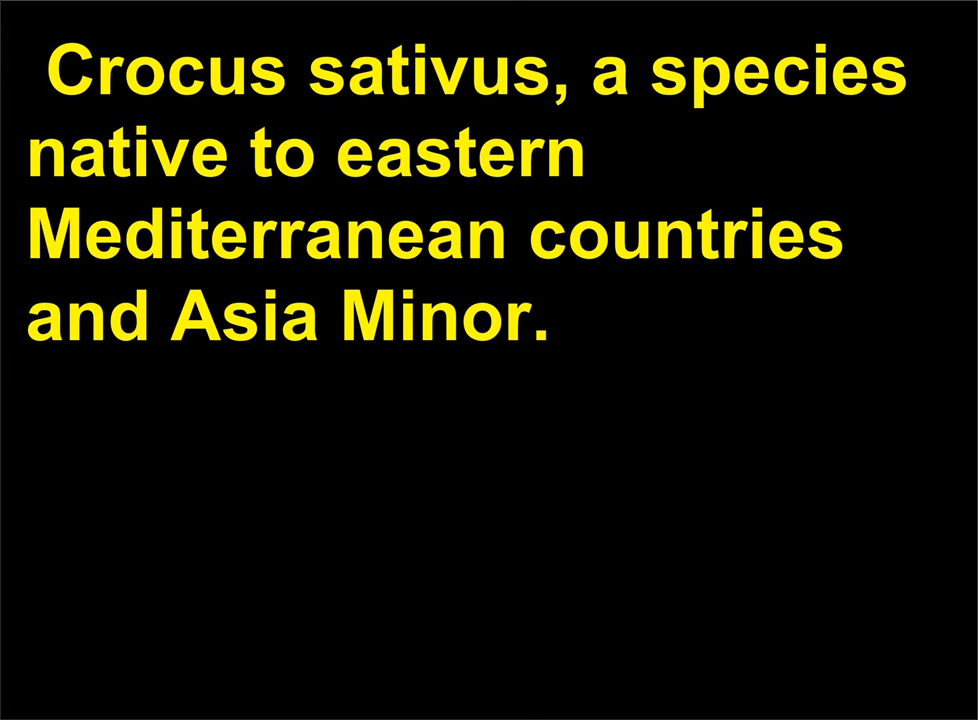 Crocus sativus, a species
native to eastern
Mediterranean countries
and Asia Minor.